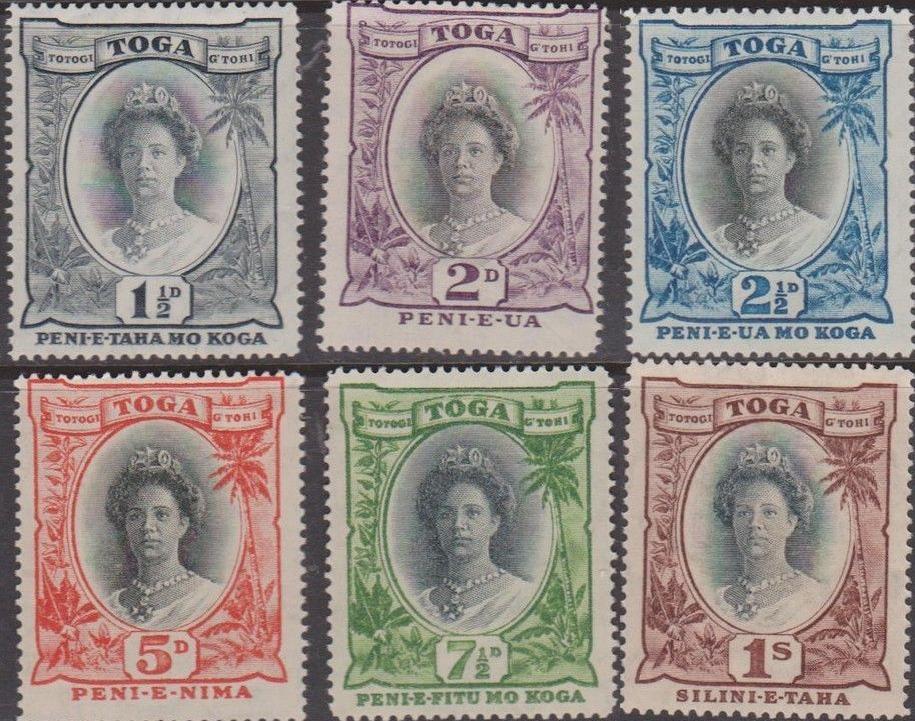 TOTOGI TOGA G'TOHI
1½D
PENI-E-TAHA MO KOGA
TOTOGI TOGA G'TOHI
2D
PENI-E-UA
TOTOGI TOGA G'TOHI
2½D
PENI-E-UA MO KOGA
TOTOGI TOGA G'TOHI
5D
PENI-E-NIMA
TOTOGI TOGA G'TOHI
7½D
PENI-E-FITU MO KOGA
TOTOGI TOGA G'TOHI
1S
SILINI-E-TAHA